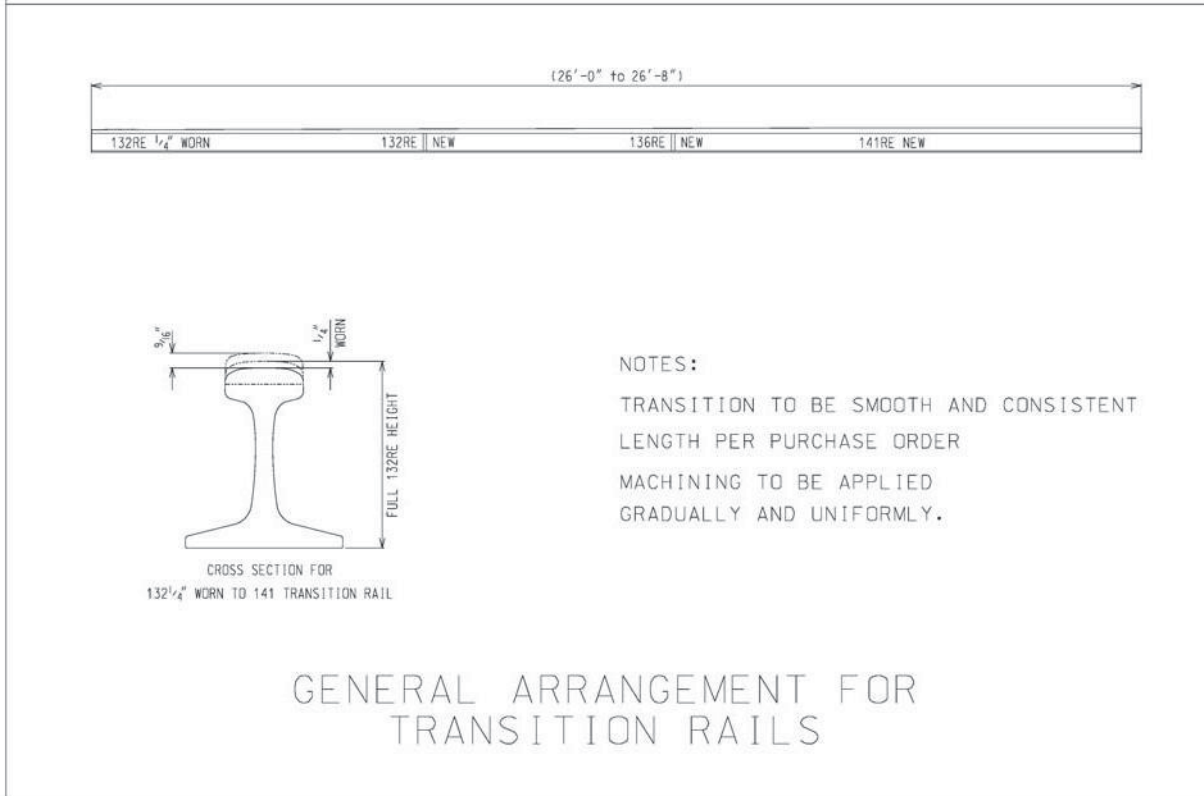 (26'-0" to 26'-8")
132RE 1/4" WORN 132RE || NEW 136RE || NEW 141RE NEW
9/16"
1/4" WORN
FULL 132RE HEIGHT
CROSS SECTION FOR
132 1/4" WORN TO 141 TRANSITION RAIL
NOTES:
TRANSITION TO BE SMOOTH AND CONSISTENT
LENGTH PER PURCHASE ORDER
MACHINING TO BE APPLIED
GRADUALLY AND UNIFORMLY.
GENERAL ARRANGEMENT FOR
TRANSITION RAILS